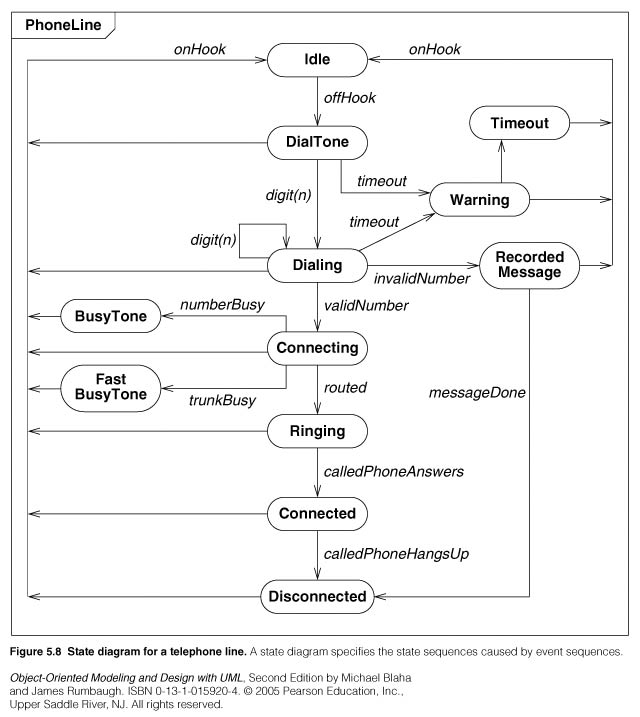 PhoneLine
onHook
Idle
onHook
offHook
Timeout
DialTone
timeout
Warning
digit(n)
timeout
digit(n)
Dialing
Recorded
Message
invalidNumber
numberBusy
validNumber
BusyTone
Connecting
Fast
BusyTone
trunkBusy
routed
messageDone
Ringing
calledPhoneAnswers
Connected
calledPhoneHangsUp
Disconnected
Figure 5.8 State diagram for a telephone line. A state diagram specifies the state sequences caused by event sequences.
Object-Oriented Modeling and Design with UML, Second Edition by Michael Blaha
and James Rumbaugh. ISBN 0-13-1-015920-4. © 2005 Pearson Education, Inc.,
Upper Saddle River, NJ. All rights reserved.